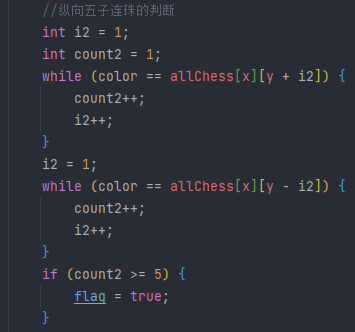 //纵向五子连珠的判断
int i2 = 1;
int count2 = 1;
while (color == allChess[x][y + i2]) {
count2++;
i2++;
}
i2 = 1;
while (color == allChess[x][y - i2]) {
count2++;
i2++;
}
if (count2 >= 5) {
flag = true;
}